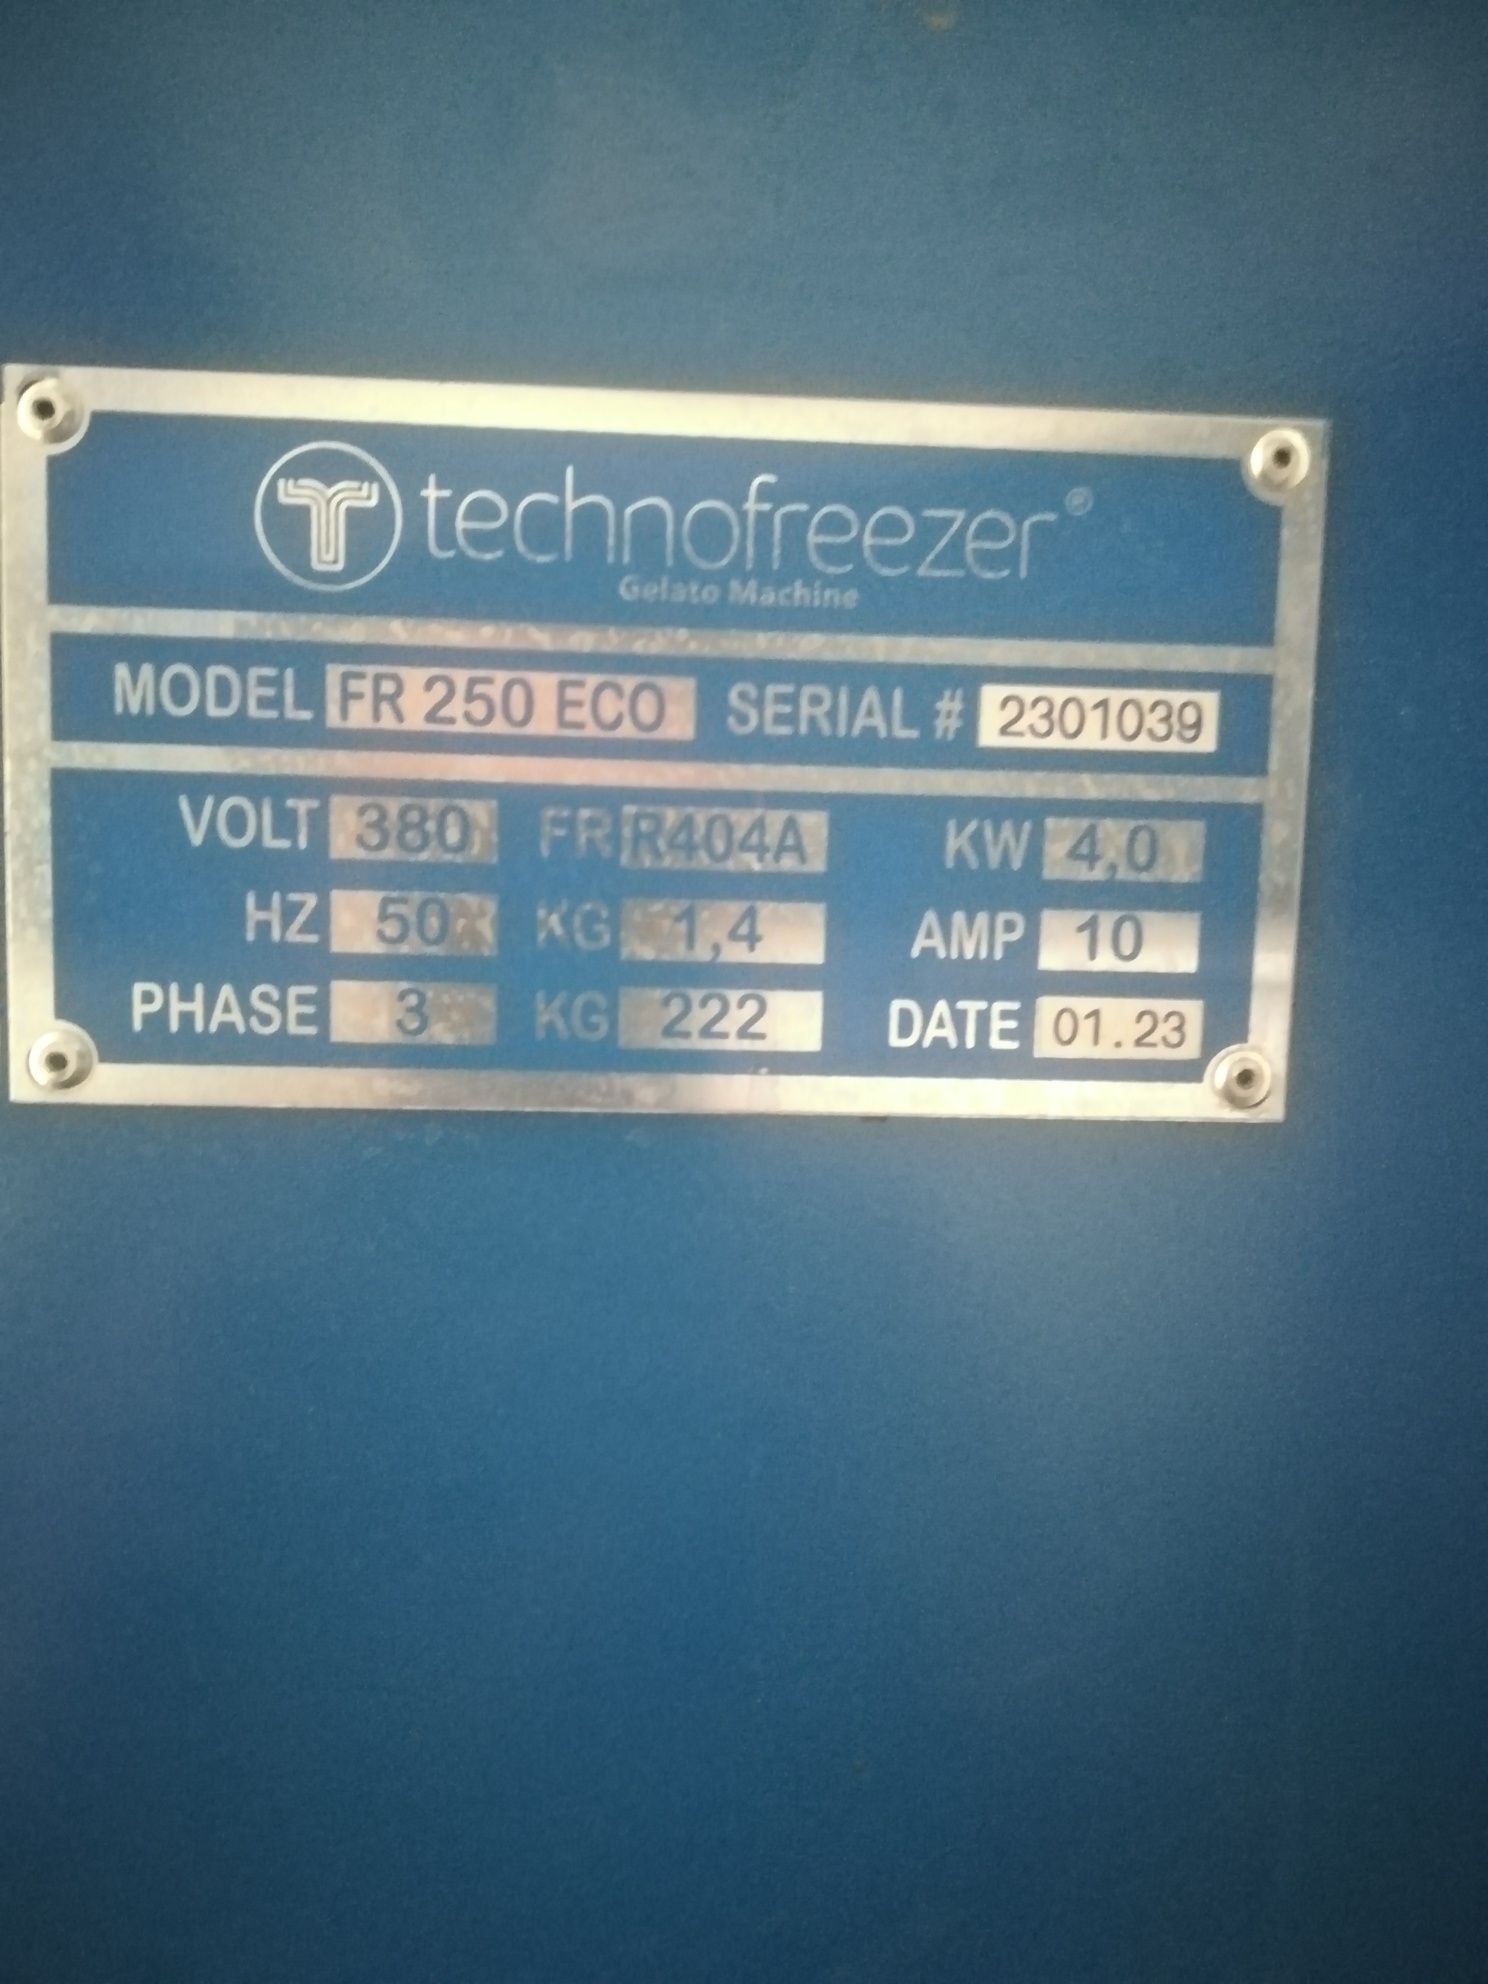 technofreezer®
Gelato Machine
MODEL FR 250 ECO SERIAL # 2301039
VOLT 380 FR R404A KW 4,0
HZ 50 KG 1,4 AMP 10
PHASE 3 KG 222 DATE 01.23